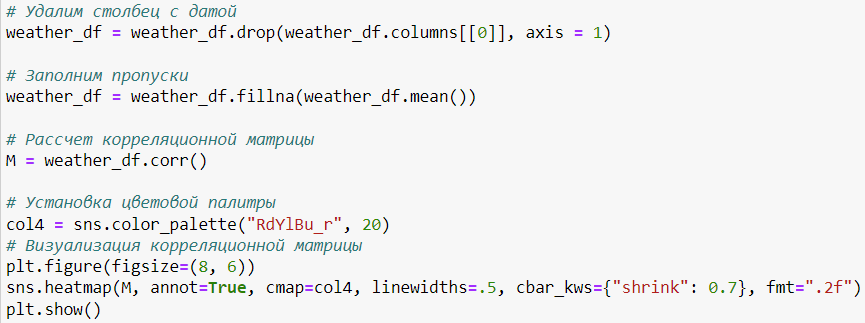 # Удалим столбец с датой
weather_df = weather_df.drop(weather_df.columns[[0]], axis = 1)
# Заполним пропуски
weather_df = weather_df.fillna(weather_df.mean())
# Рассчет корреляционной матрицы
M = weather_df.corr()
# Установка цветовой палитры
col4 = sns.color_palette("RdYlBu_r", 20)
# Визуализация корреляционной матрицы
plt.figure(figsize=(8, 6))
sns.heatmap(M, annot=True, cmap=col4, linewidths=.5, cbar_kws={"shrink": 0.7}, fmt=".2f")
plt.show()